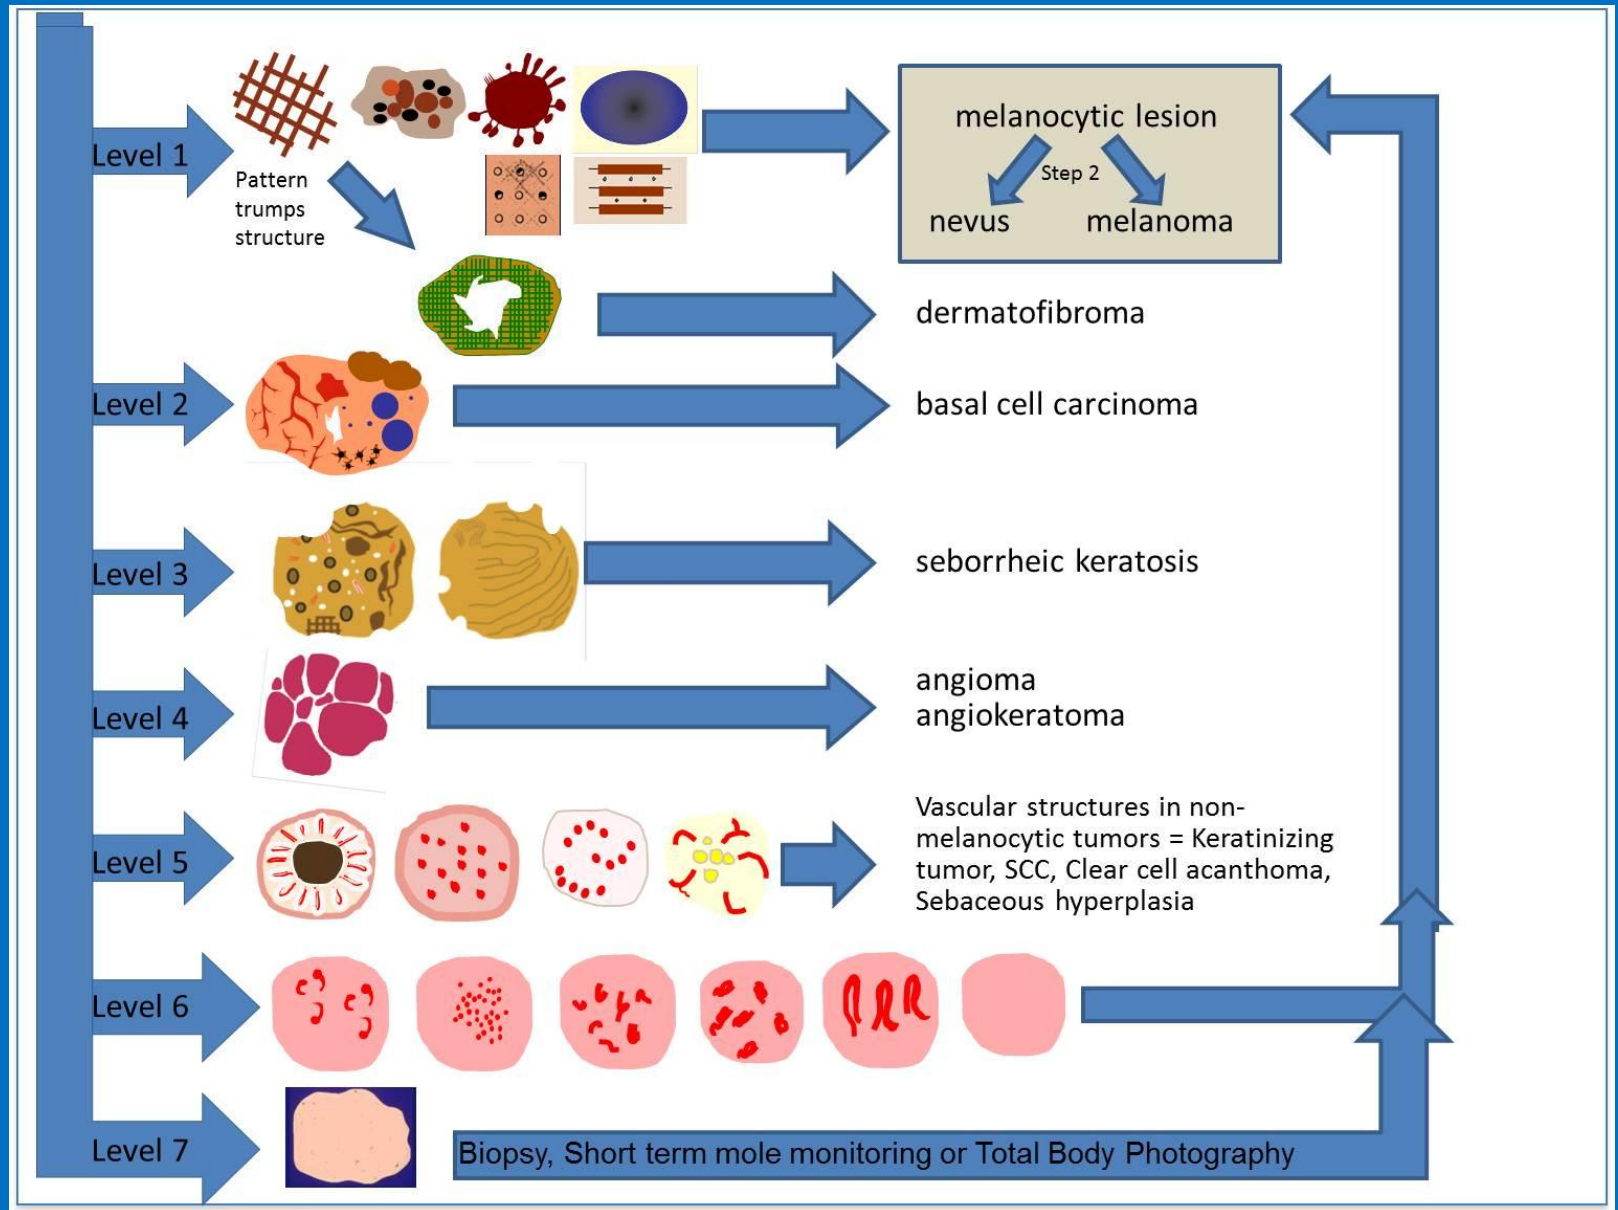 Level 1
Pattern
trumps
structure
melanocytic lesion
Step 2
nevus
melanoma
dermatofibroma
Level 2
basal cell carcinoma
Level 3
seborrheic keratosis
Level 4
angioma
angiokeratoma
Level 5
Vascular structures in non-
melanocytic tumors = Keratinizing
tumor, SCC, Clear cell acanthoma,
Sebaceous hyperplasia
Level 6
Level 7
Biopsy, Short term mole monitoring or Total Body Photography